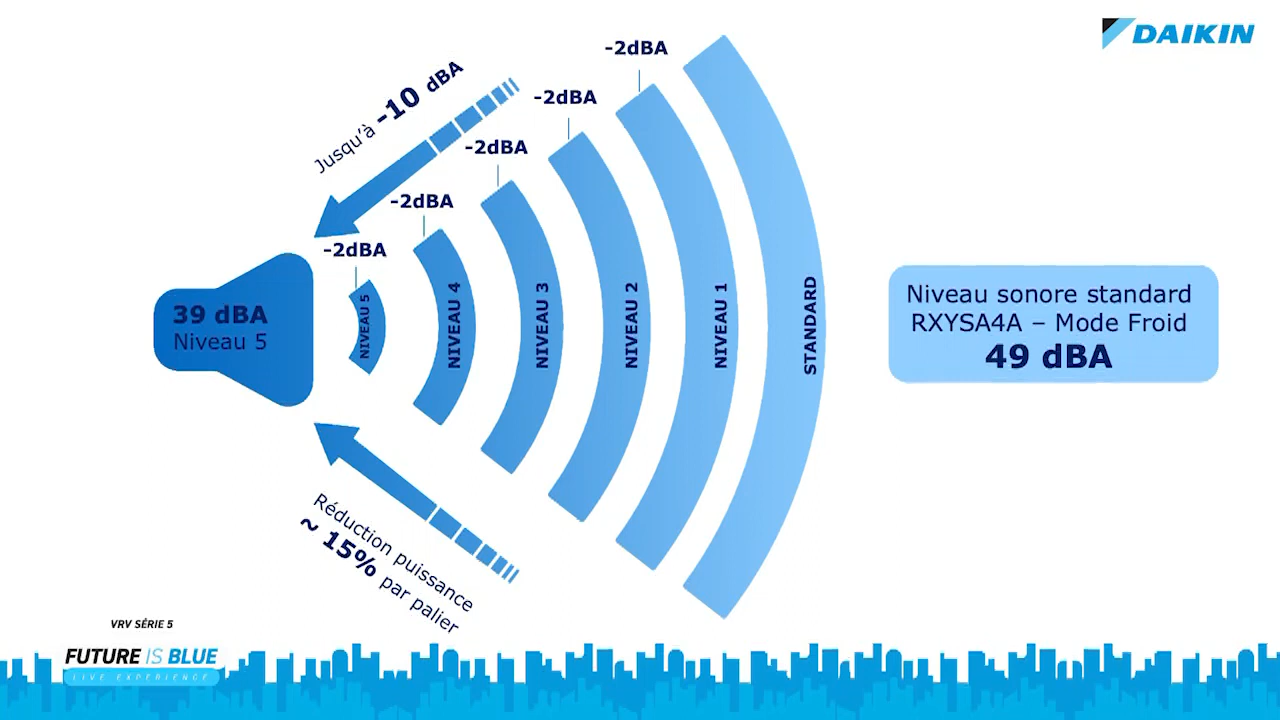 DAIKIN
Jusqu'à -10 dBA
-2dBA
-2dBA
-2dBA
-2dBA
-2dBA
39 dBA
Niveau 5
NIVEAU 5
NIVEAU 4
NIVEAU 3
NIVEAU 2
NIVEAU 1
STANDARD
Niveau sonore standard
RXYSA4A – Mode Froid
49 dBA
Réduction puissance
~ 15% par palier
VRV SÉRIE 5
FUTURE IS BLUE
LIVE EXPERIENCE